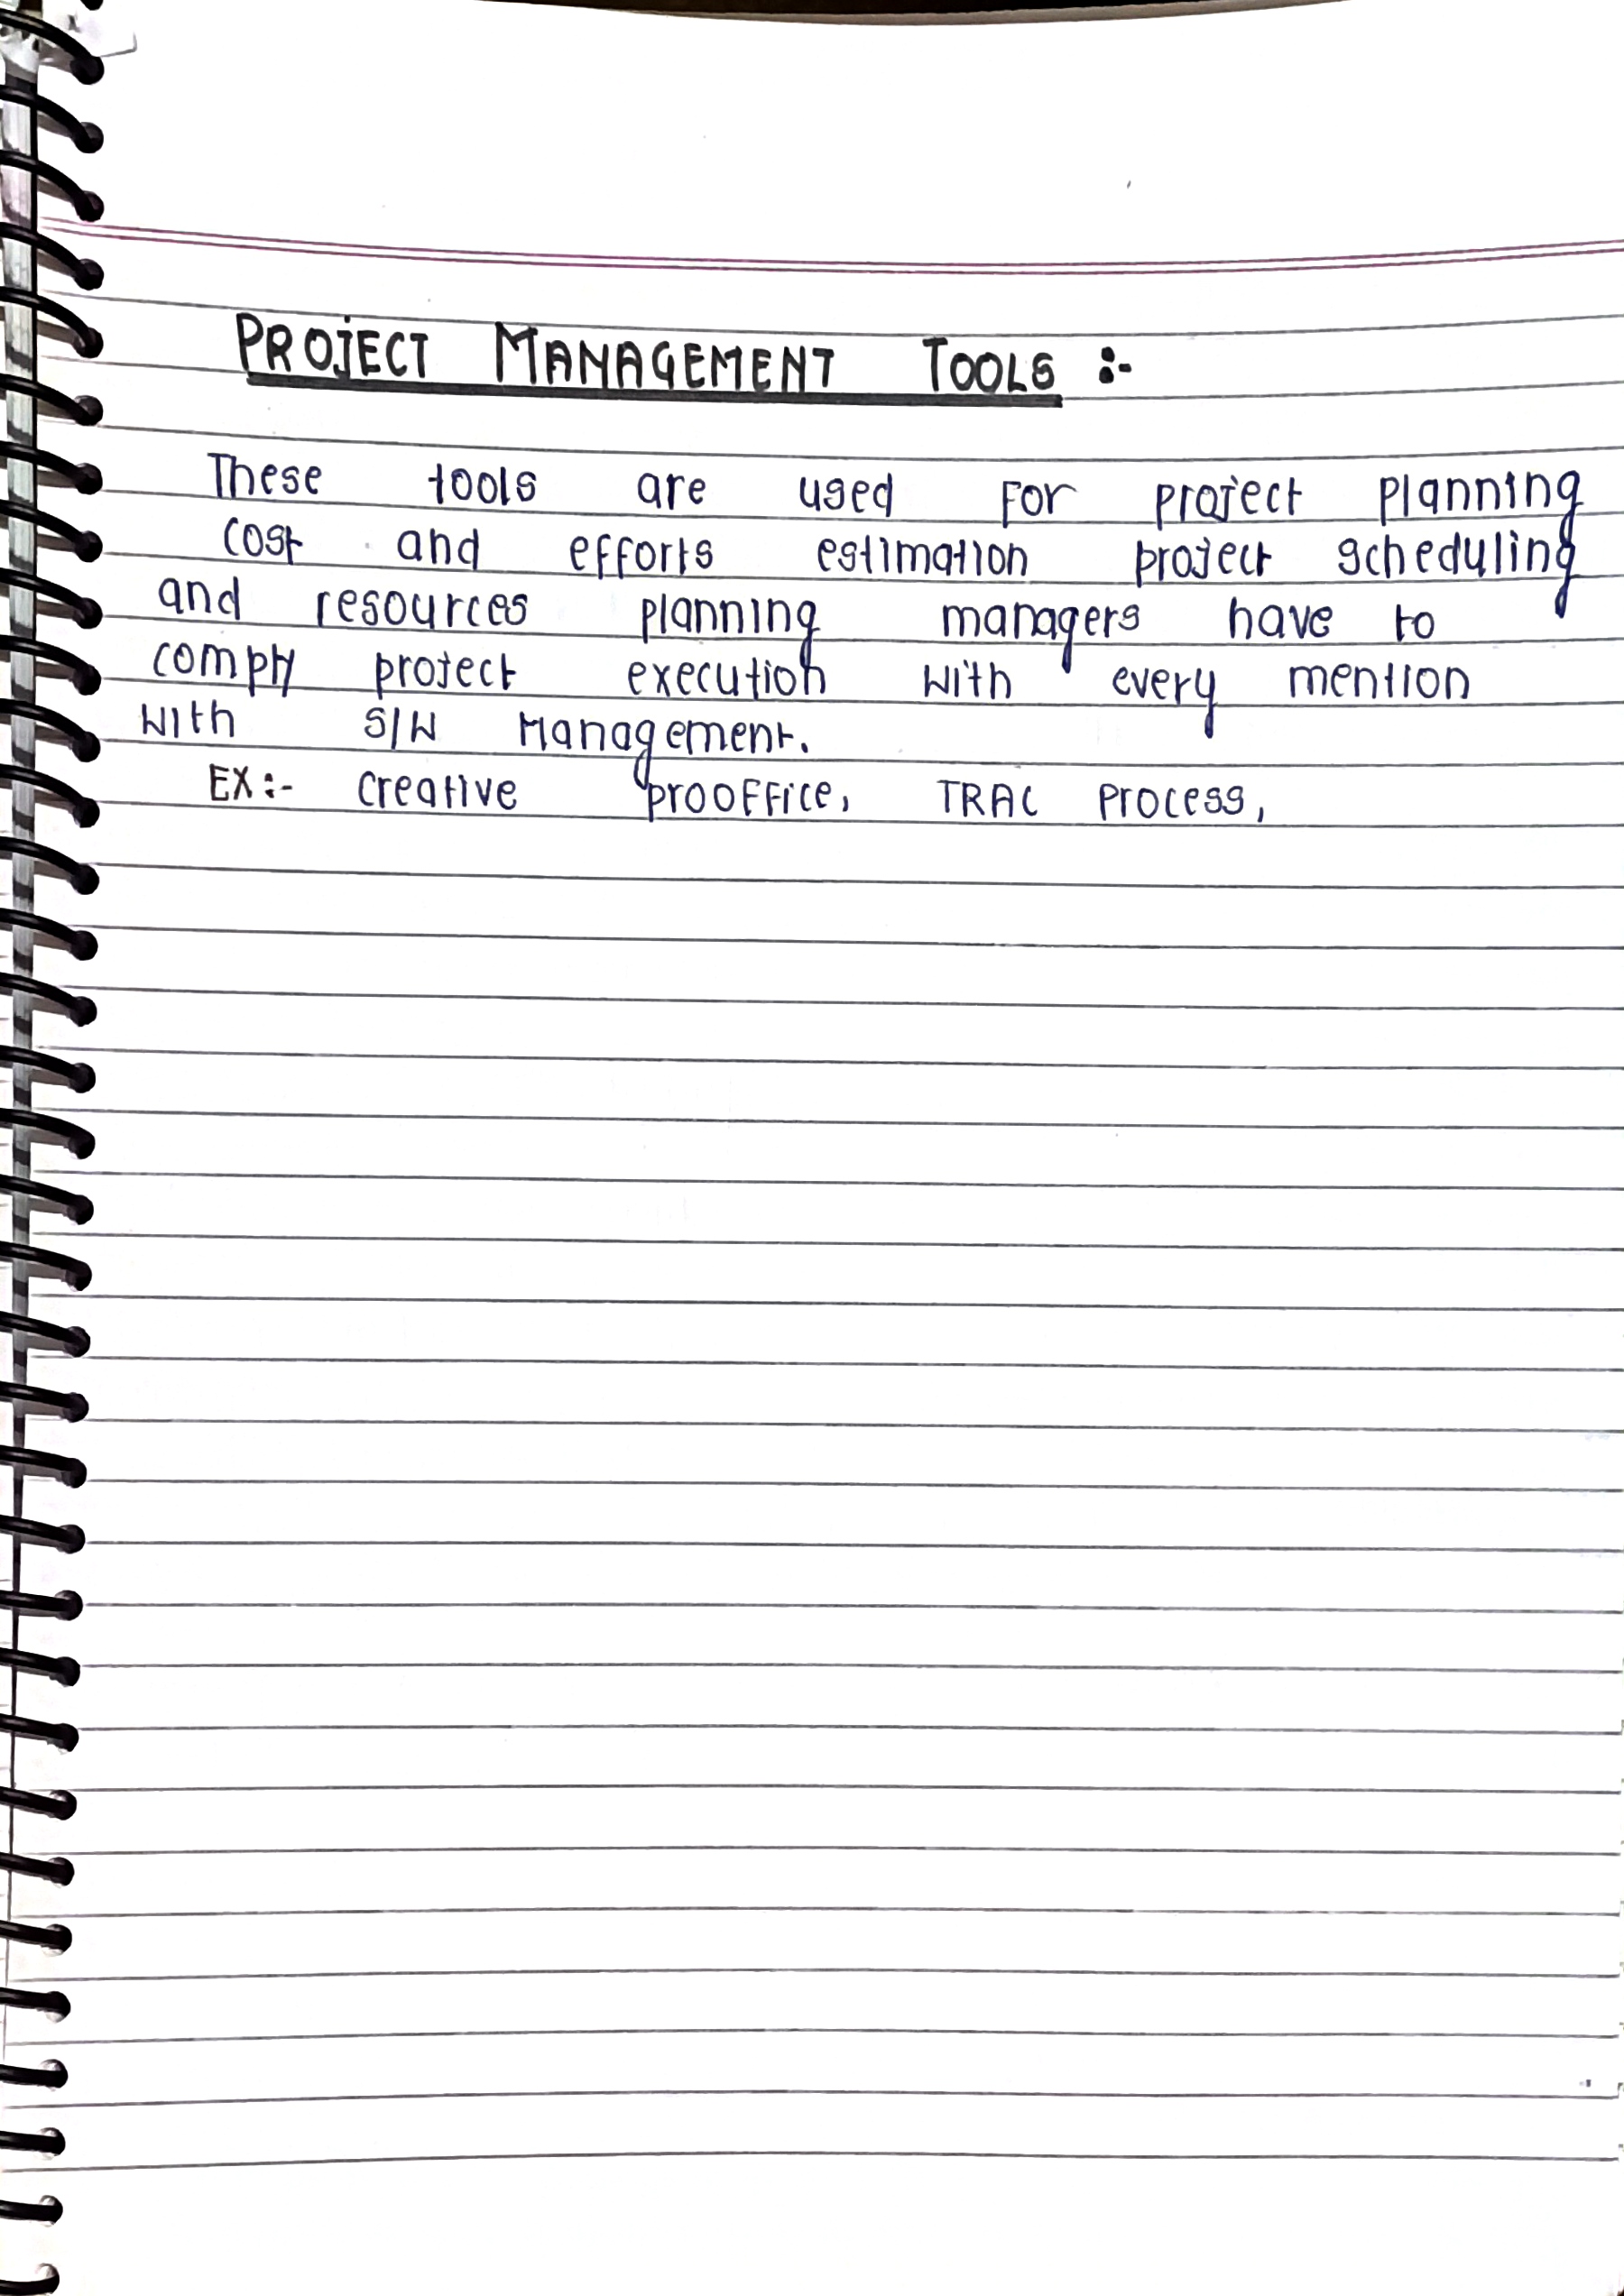 PROJECT MANAGEMENT TOOLS :-
These tools are used For project planning
cost and efforts estimation project scheduling
and resources planning managers have to
comply project execution with every mention
with S/W Management.
EX:- creative prooffice, TRAC process,